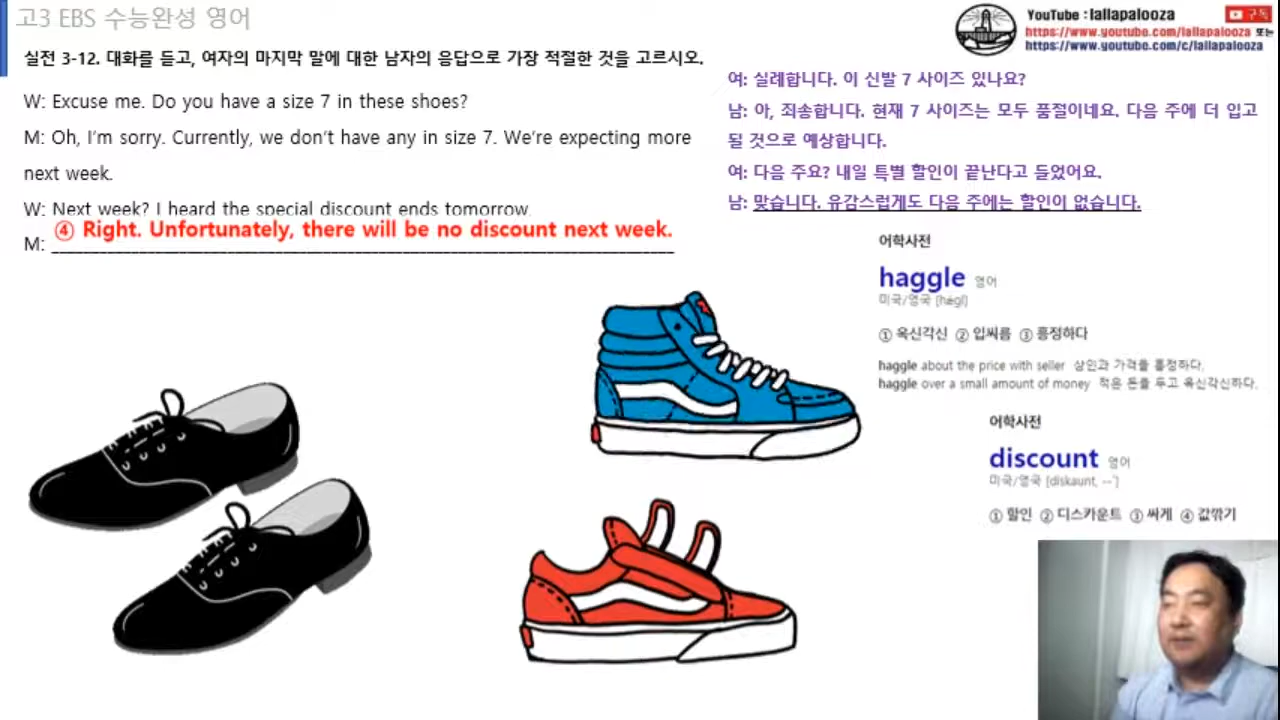 고3 EBS 수능완성 영어
YouTube : lallapalooza
구독
https://www.youtube.com/lallapalooza 또는
https://www.youtube.com/c/lallapalooza
실전 3-12. 대화를 듣고, 여자의 마지막 말에 대한 남자의 응답으로 가장 적절한 것을 고르시오.
W: Excuse me. Do you have a size 7 in these shoes?
M: Oh, I'm sorry. Currently, we don't have any in size 7. We're expecting more
next week.
W: Next week? I heard the special discount ends tomorrow.
④ Right. Unfortunately, there will be no discount next week.
M:
여: 실례합니다. 이 신발 7 사이즈 있나요?
남: 아, 죄송합니다. 현재 7 사이즈는 모두 품절이네요. 다음 주에 더 입고
될 것으로 예상합니다.
여: 다음 주요? 내일 특별 할인이 끝난다고 들었어요.
남: 맞습니다. 유감스럽게도 다음 주에는 할인이 없습니다.
어학사전
haggle 영어
미국/영국 [hægl]
① 옥신각신 ② 입씨름 ③ 흥정하다
haggle about the price with seller 상인과 가격을 흥정하다.
haggle over a small amount of money 적은 돈을 두고 옥신각신하다.
어학사전
discount 영어
미국/영국 [diskaunt, --´]
① 할인 ② 디스카운트 ③ 싸게 ④ 값깎기